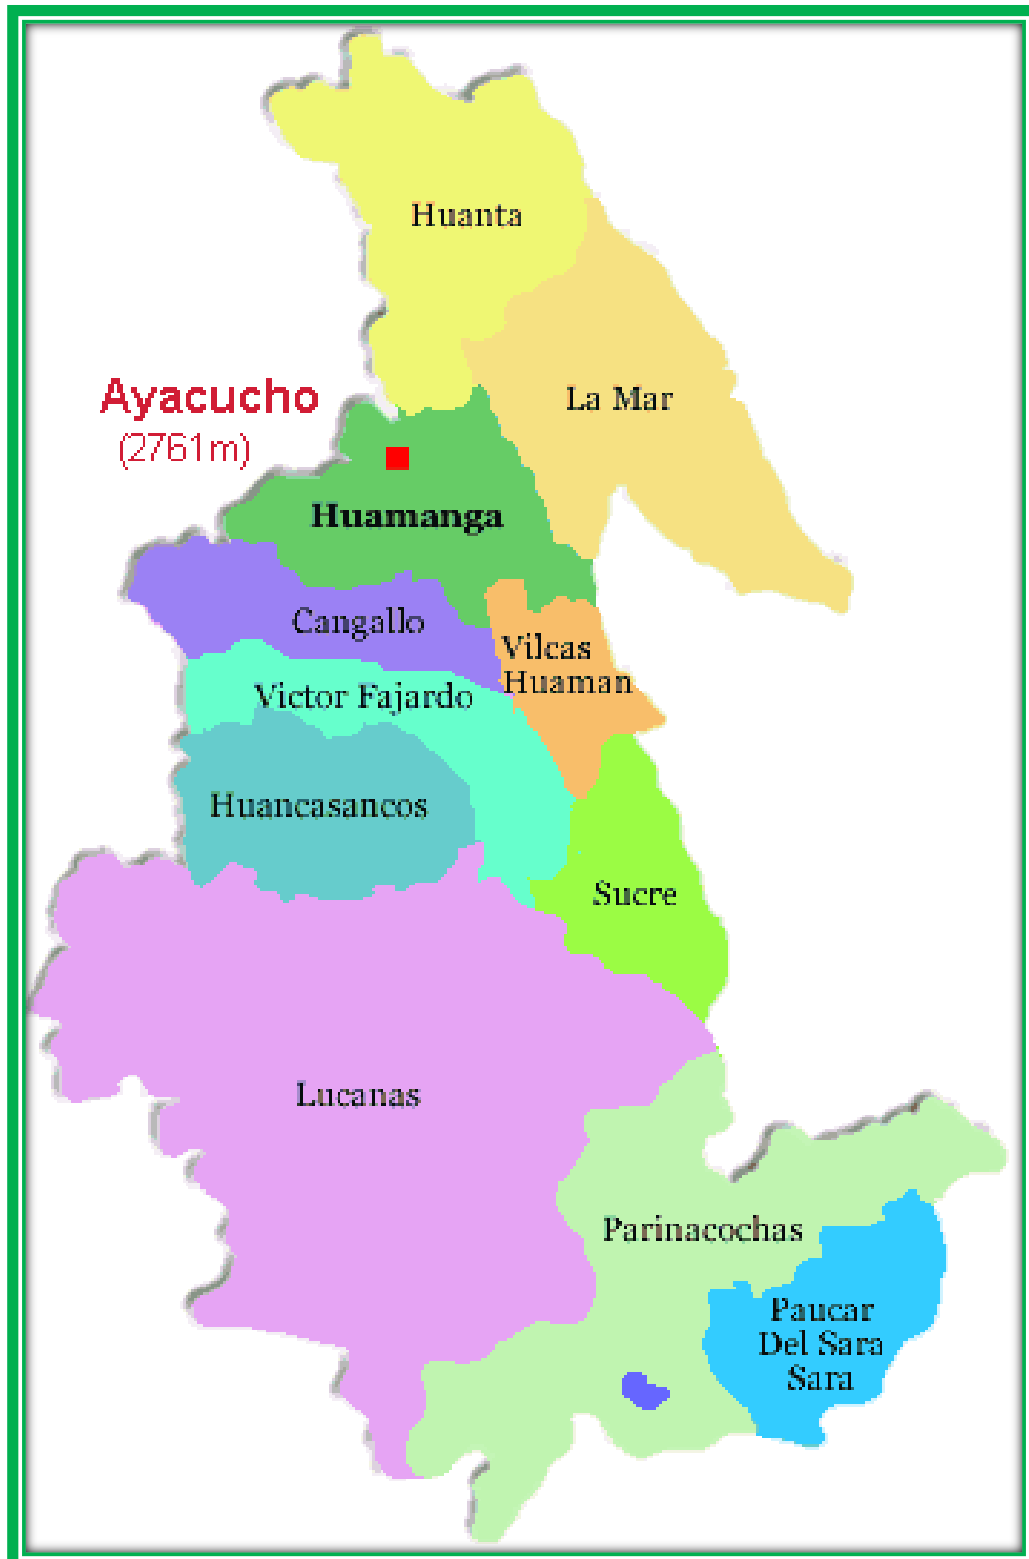 Huanta
La Mar
Ayacucho
(2761m)
Huamanga
Cangallo
Vilcas
Huaman
Victor Fajardo
Huancasancos
Sucre
Lucanas
Parinacochas
Paucar
Del Sara
Sara